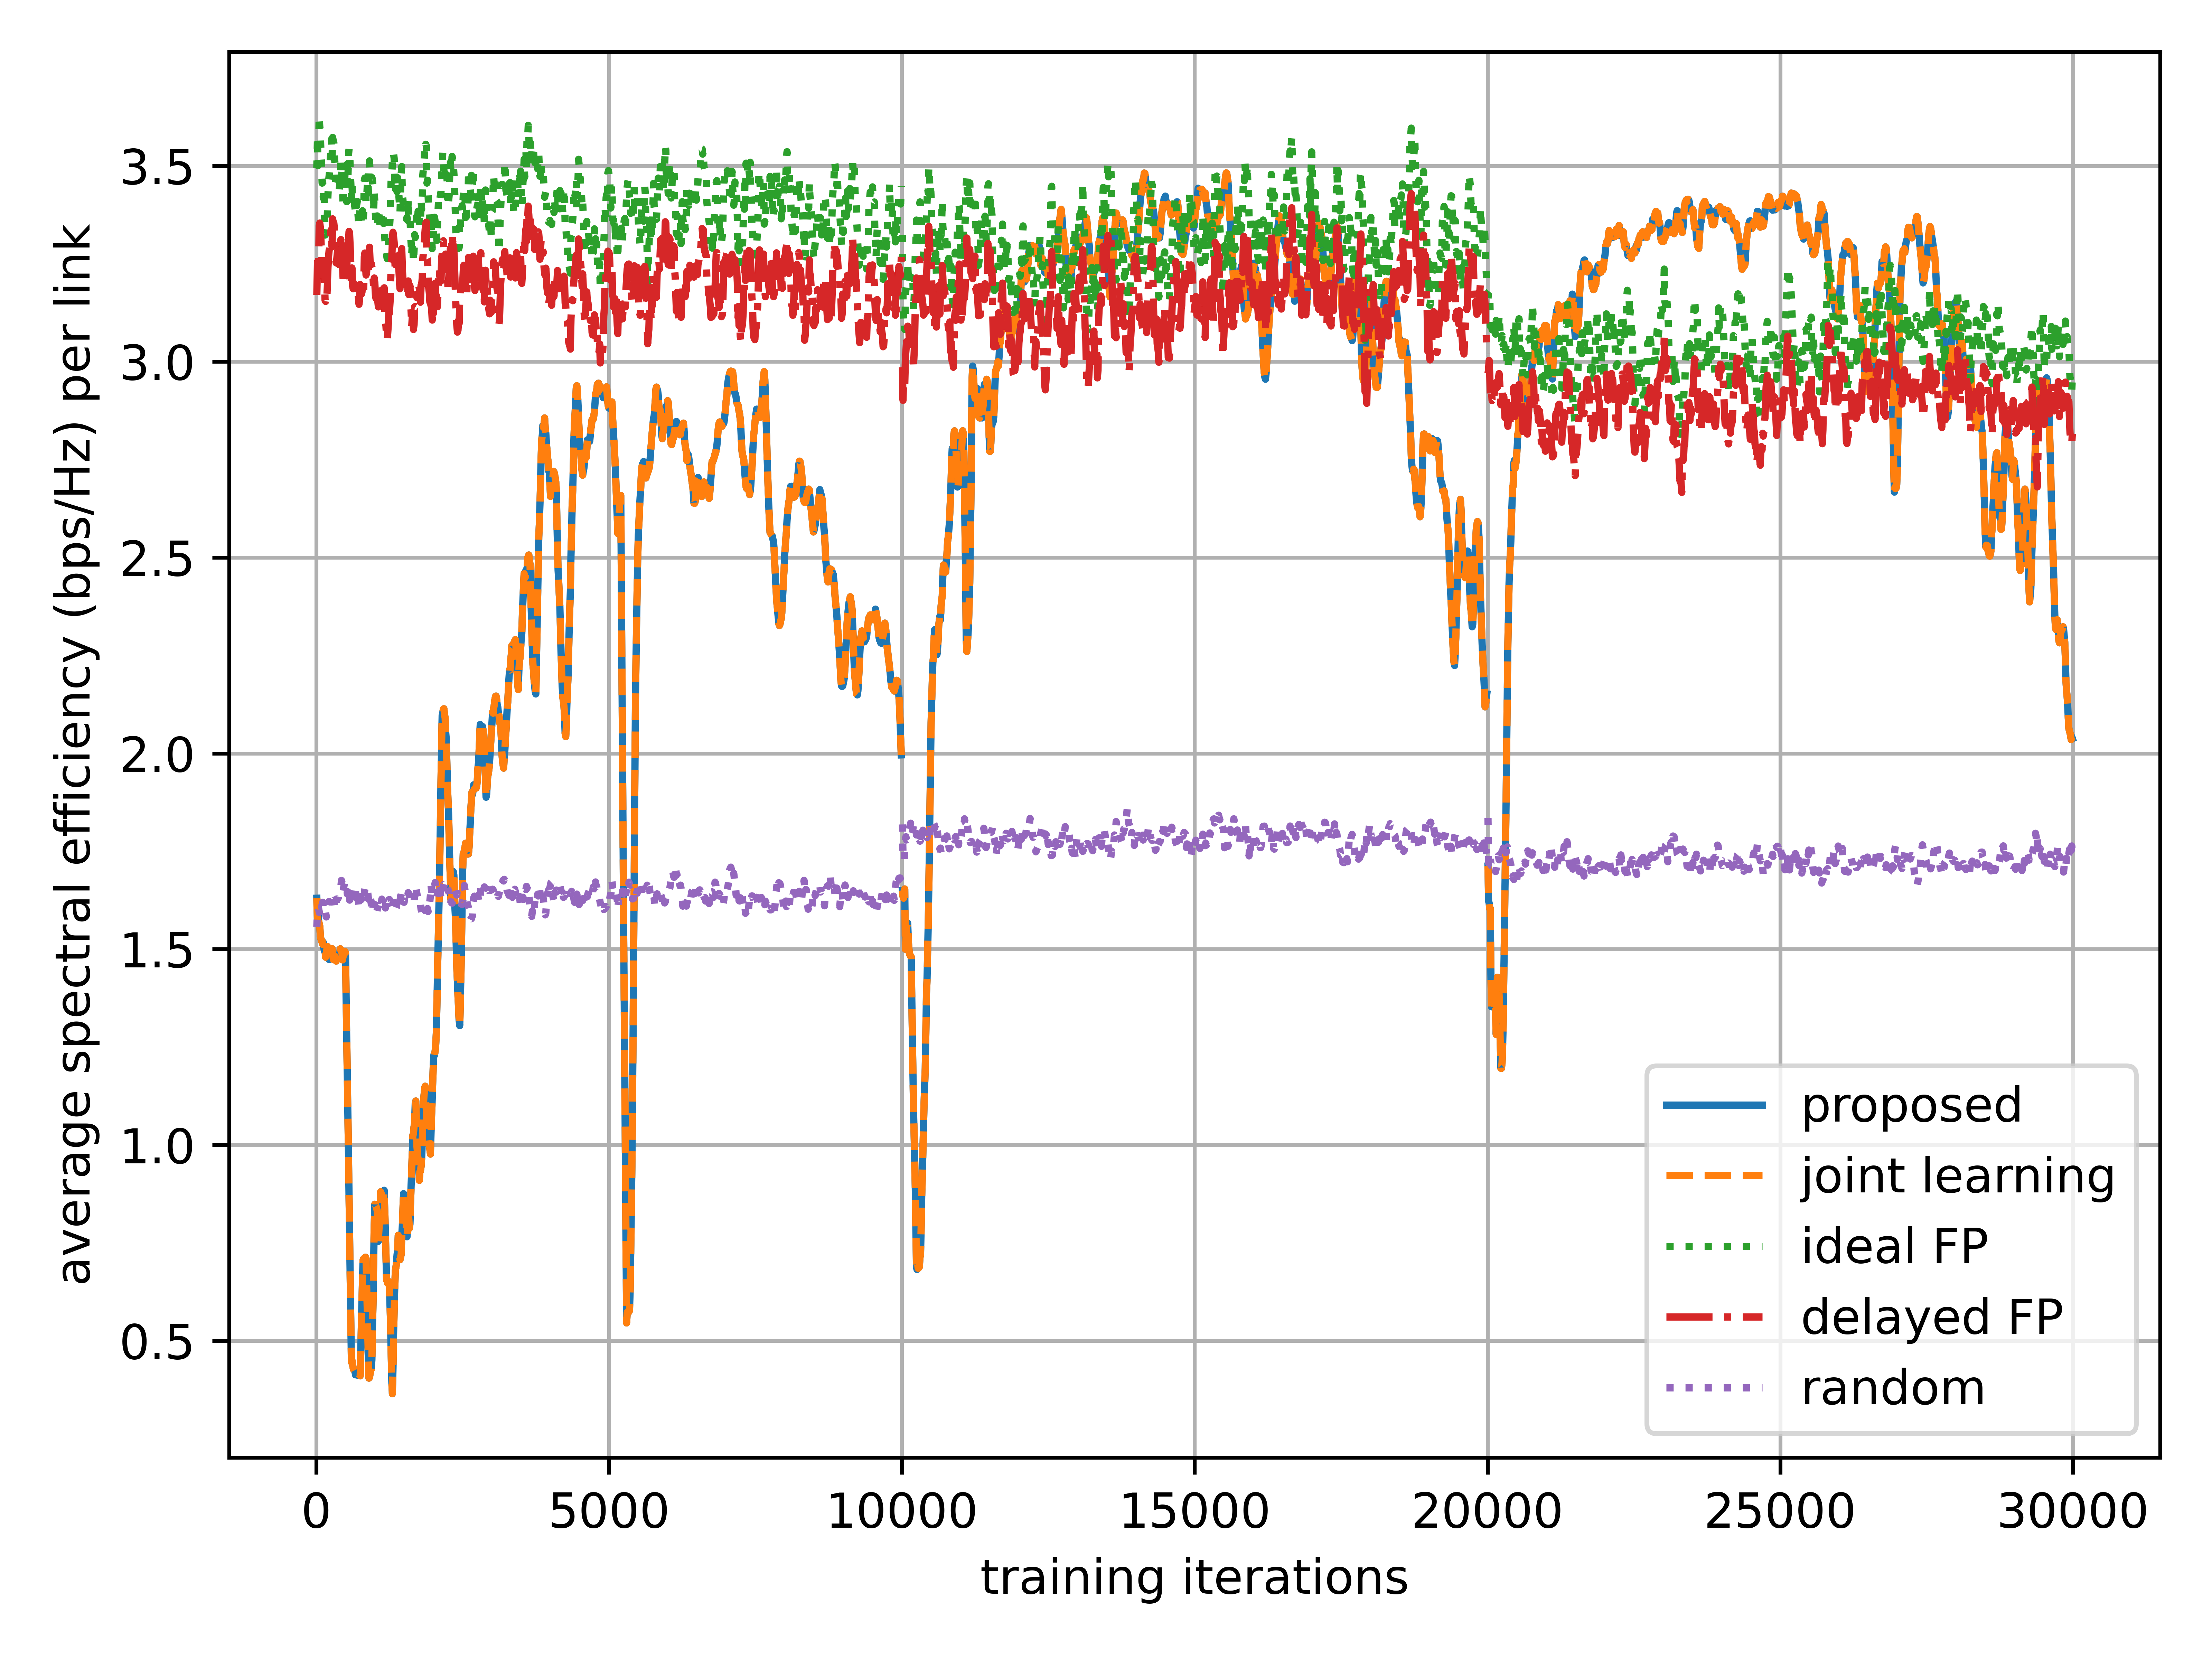 average spectral efficiency (bps/Hz) per link
3.5
3.0
2.5
2.0
1.5
1.0
0.5
proposed
joint learning
ideal FP
delayed FP
random
0 5000 10000 15000 20000 25000 30000
training iterations